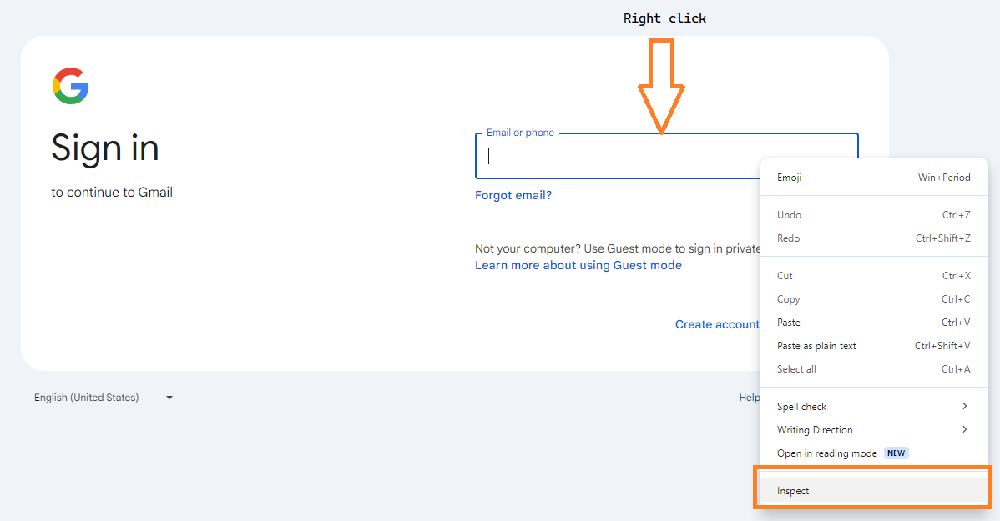 Right click
Sign in
to continue to Gmail
Email or phone
Forgot email?
Not your computer? Use Guest mode to sign in private
Learn more about using Guest mode
Create account
English (United States)
Help
Emoji Win+Period
Undo Ctrl+Z
Redo Ctrl+Shift+Z
Cut Ctrl+X
Copy Ctrl+C
Paste Ctrl+V
Paste as plain text Ctrl+Shift+V
Select all Ctrl+A
Spell check
Writing Direction
Open in reading mode NEW
Inspect